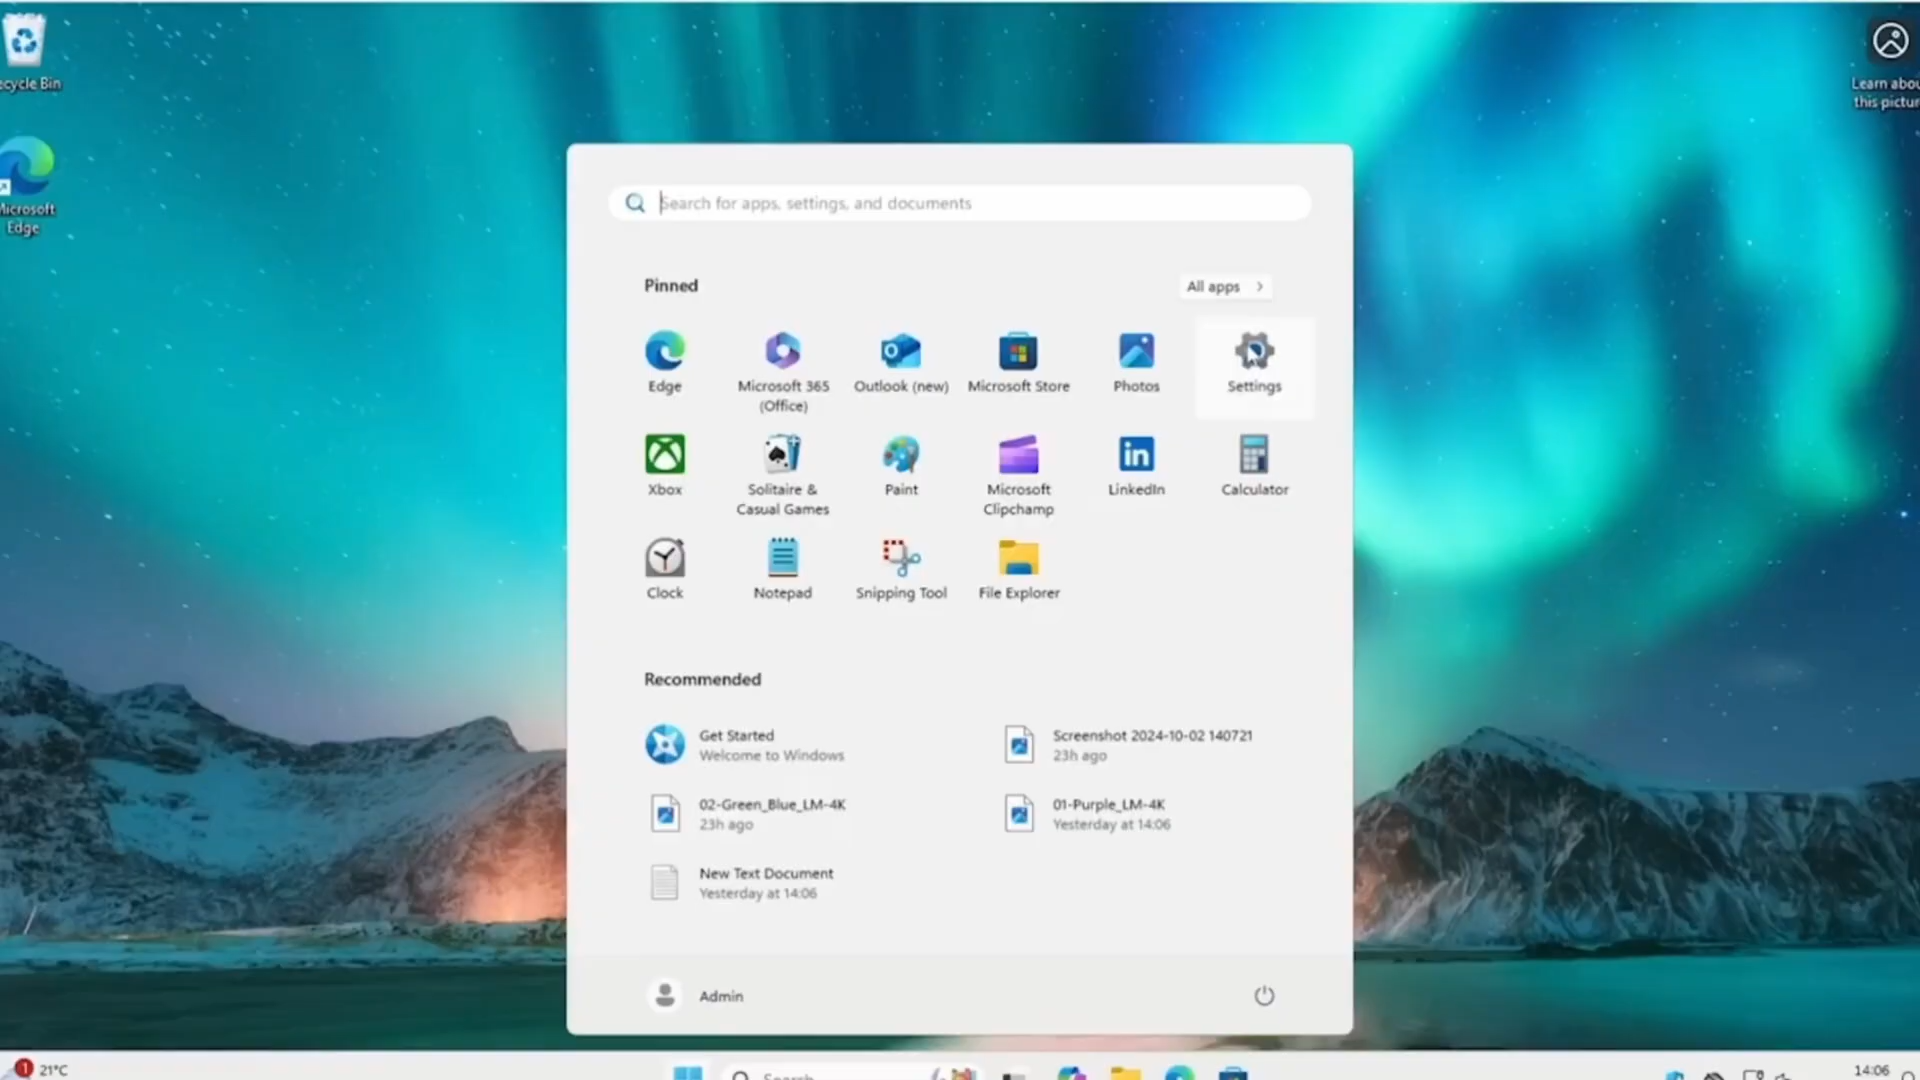 ecycle Bin
Microsoft
Edge
Learn abou
this pictur
Search for apps, settings, and documents
Pinned
All apps
Edge
Microsoft 365
(Office)
Outlook (new)
Microsoft Store
Photos
Settings
Xbox
Solitaire &
Casual Games
Paint
Microsoft
Clipchamp
LinkedIn
Calculator
Clock
Notepad
Snipping Tool
File Explorer
Recommended
Get Started
Welcome to Windows
Screenshot 2024-10-02 140721
23h ago
02-Green_Blue_LM-4K
23h ago
01-Purple_LM-4K
Yesterday at 14:06
New Text Document
Yesterday at 14:06
Admin
1
21°C
Search
14:06